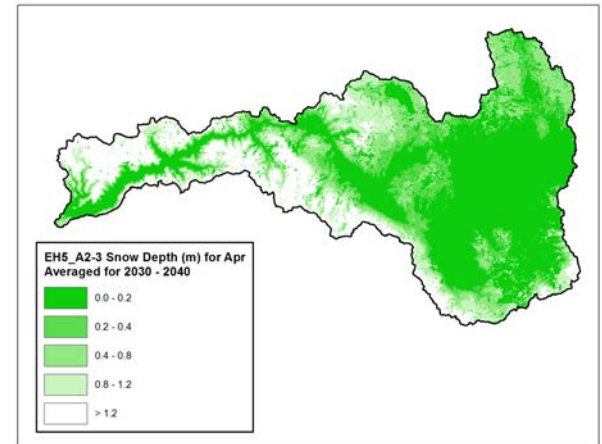 EH5_A2-3 Snow Depth (m) for Apr
Averaged for 2030 - 2040
0.0 - 0.2
0.2 - 0.4
0.4 - 0.8
0.8 - 1.2
> 1.2